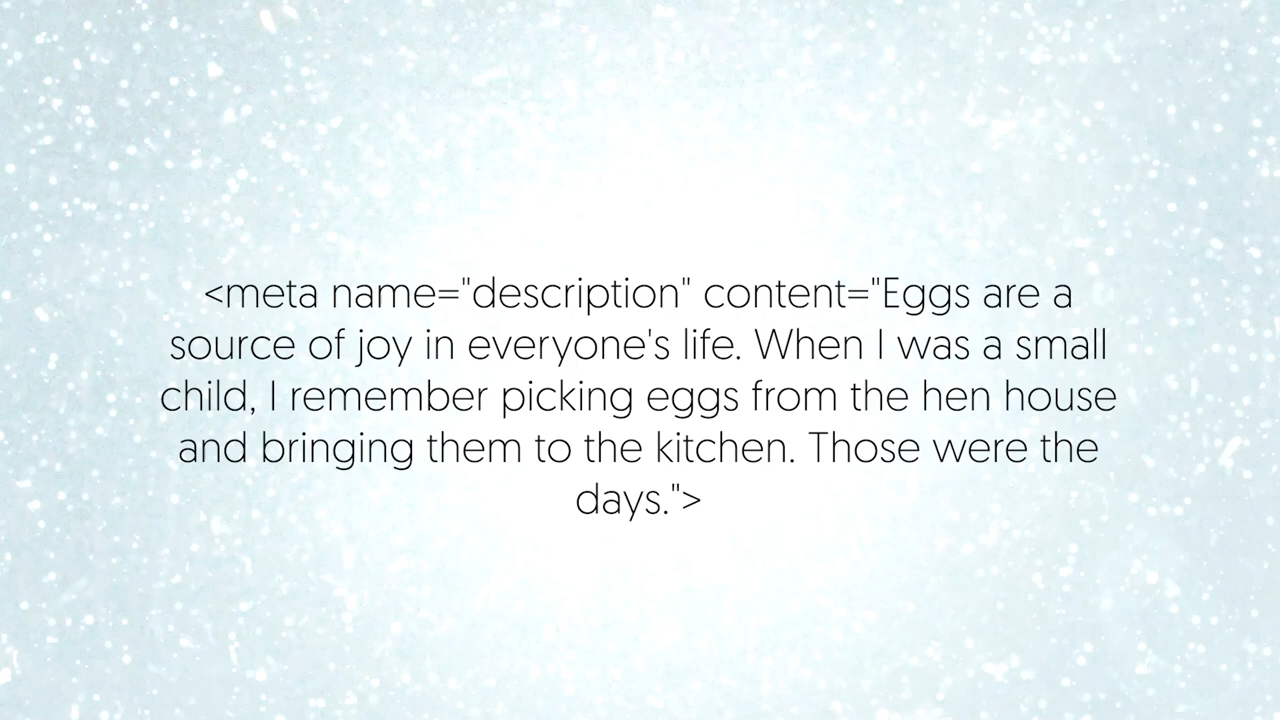 <meta name="description" content="Eggs are a
source of joy in everyone's life. When I was a small
child, I remember picking eggs from the hen house
and bringing them to the kitchen. Those were the
days.">